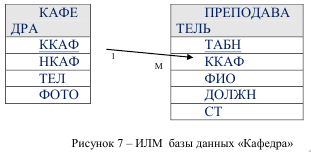 КАФЕ
ДРА
ККАФ
НКАФ
ТЕЛ
ФОТО
1
М
ПРЕПОДАВА
ТЕЛЬ
ТАБН
ККАФ
ФИО
ДОЛЖН
СТ
Рисунок 7 – ИЛМ базы данных «Кафедра»